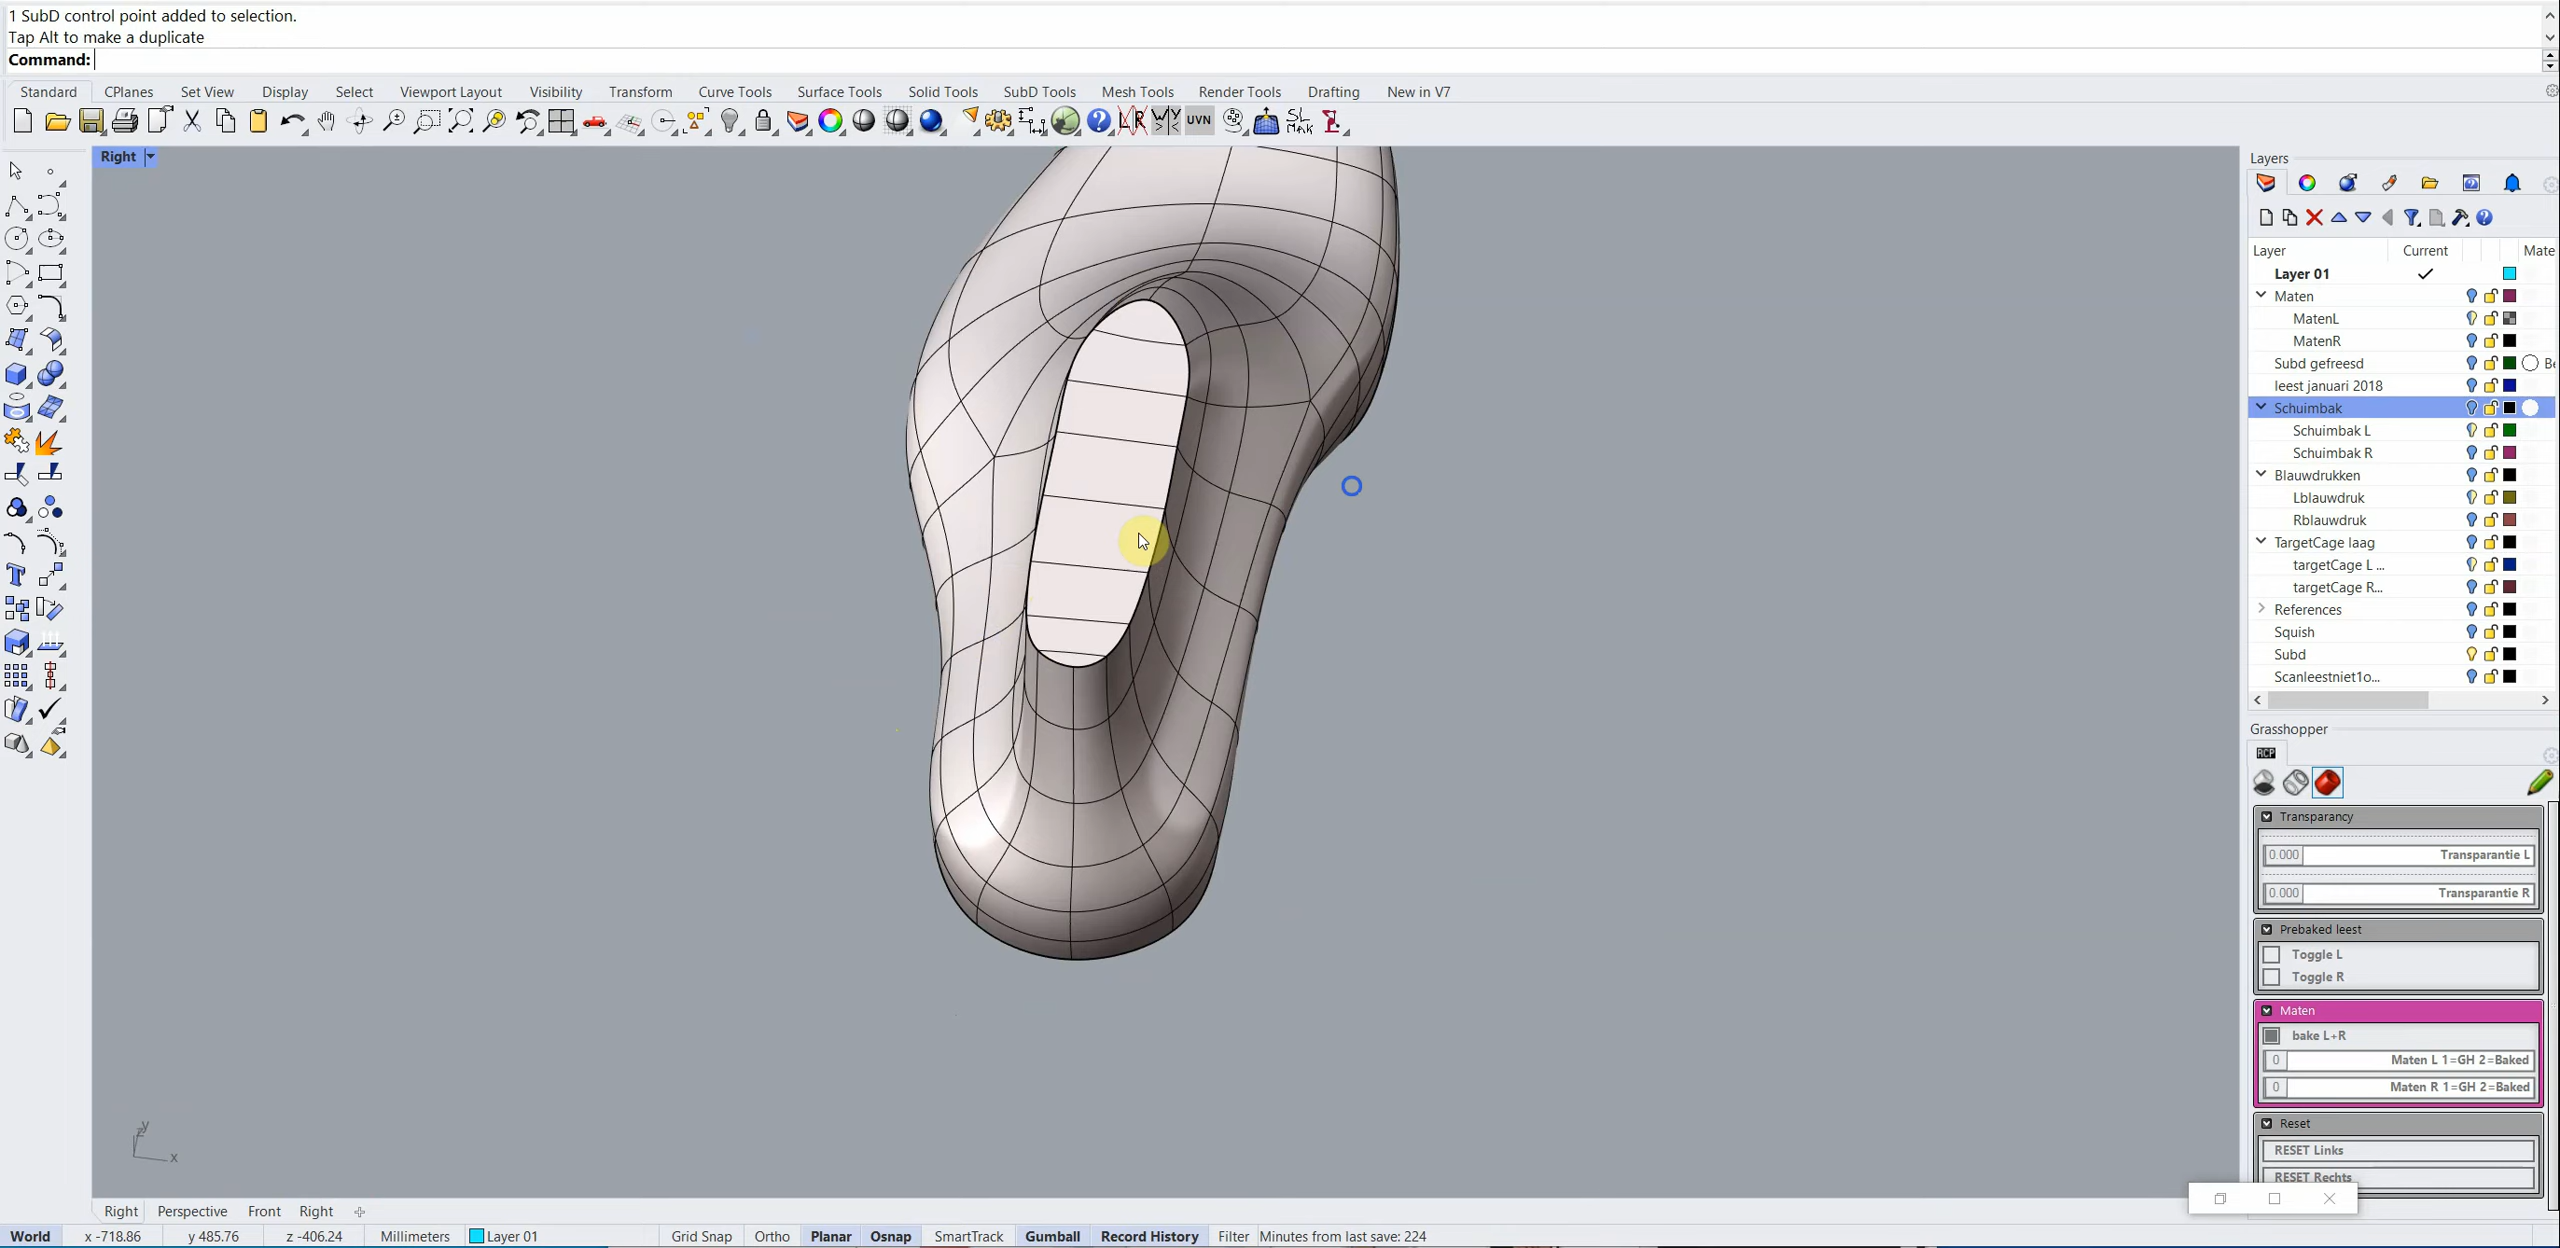 1 SubD control point added to selection.
Tap Alt to make a duplicate
Command:
Standard CPlanes Set View Display Select Viewport Layout Visibility Transform Curve Tools Surface Tools Solid Tools SubD Tools Mesh Tools Render Tools Drafting New in V7
UVN
Right
Layers
Layer Current Mate
Layer 01
Maten
MatenL
MatenR
Subd gefreesd Be
leest januari 2018
Schuimbak
Schuimbak L
Schuimbak R
Blauwdrukken
Lblauwdruk
Rblauwdruk
TargetCage laag
targetCage L ...
targetCage R...
References
Squish
Subd
Scanleestniet1o...
Grasshopper
RCP
Transparancy
0.000 Transparantie L
0.000 Transparantie R
Prebaked leest
Toggle L
Toggle R
Maten
bake L+R
0 Maten L 1=GH 2=Baked
0 Maten R 1=GH 2=Baked
Reset
RESET Links
RESET Rechts
y
z
x
Right Perspective Front Right
World x -718.86 y 485.76 z -406.24 Millimeters Layer 01 Grid Snap Ortho Planar Osnap SmartTrack Gumball Record History Filter Minutes from last save: 224